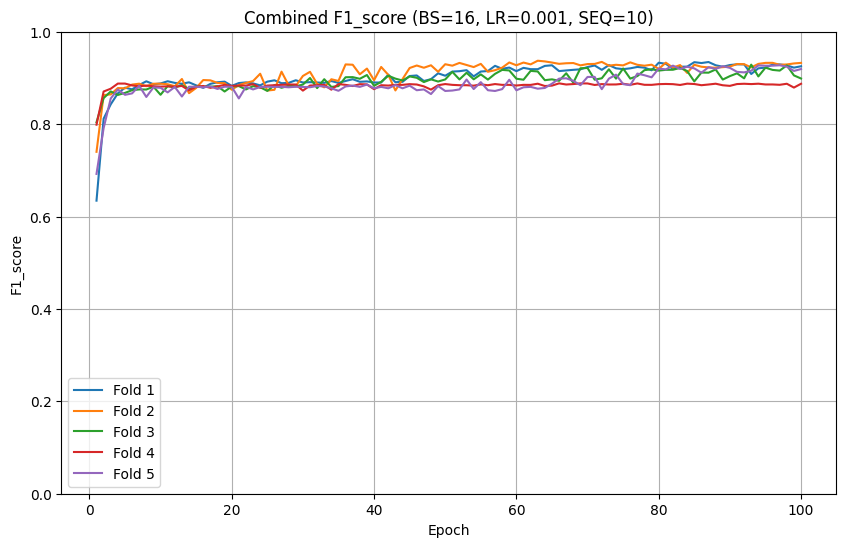 Combined F1_score (BS=16, LR=0.001, SEQ=10)
F1_score
1.0
0.8
0.6
0.4
0.2
0.0
Fold 1
Fold 2
Fold 3
Fold 4
Fold 5
0 20 40 60 80 100
Epoch